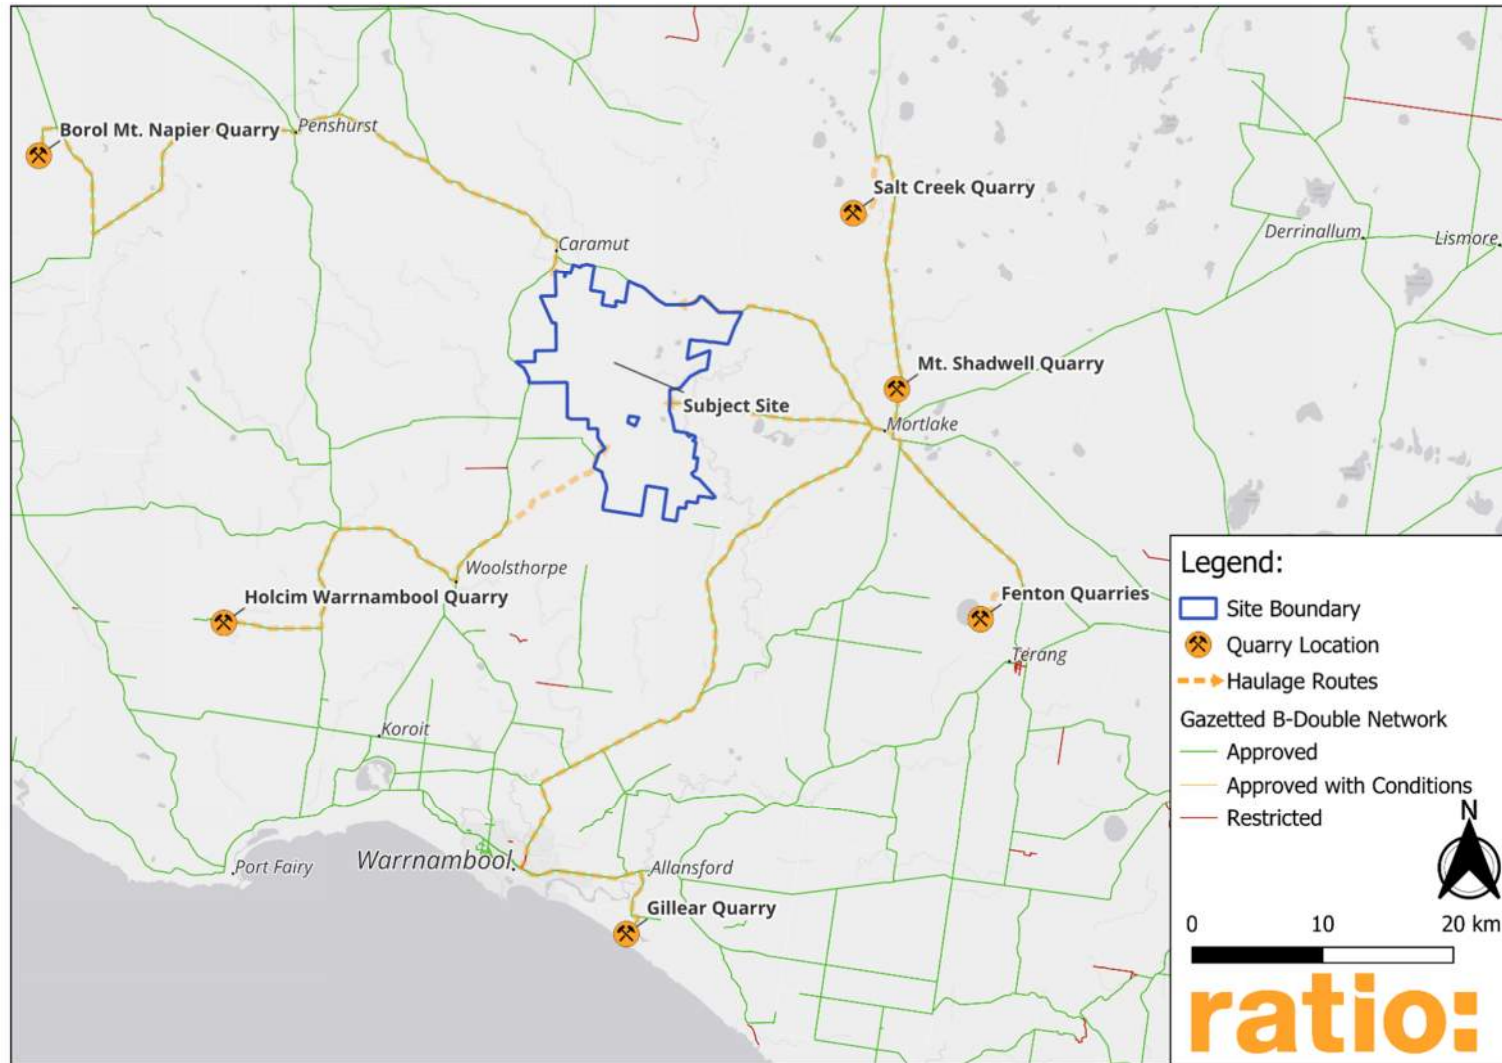 Penshurst
Borol Mt. Napier Quarry
Salt Creek Quarry
Caramut
Derrinallum
Lismore
Mt. Shadwell Quarry
Subject Site
Mortlake
Woolsthorpe
Holcim Warrnambool Quarry
Fenton Quarries
Terang
Koroit
Warrnambool
Port Fairy
Allansford
Gillear Quarry
Legend:
Site Boundary
Quarry Location
Haulage Routes
Gazetted B-Double Network
Approved
Approved with Conditions
Restricted
N
0 10 20 km
ratio: